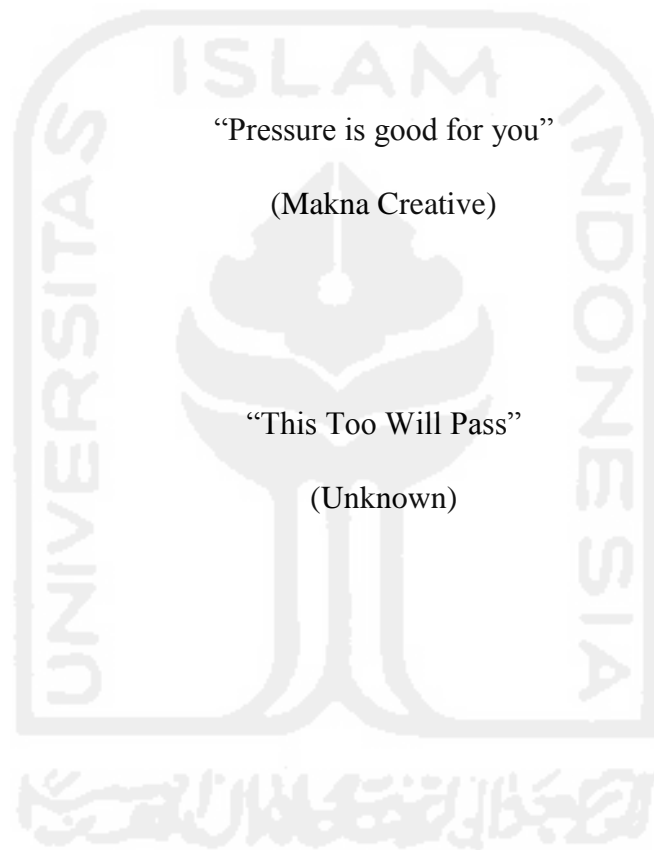 ISLAM
UNIVERSITAS
INDONESIA
“Pressure is good for you”
(Makna Creative)
“This Too Will Pass”
(Unknown)